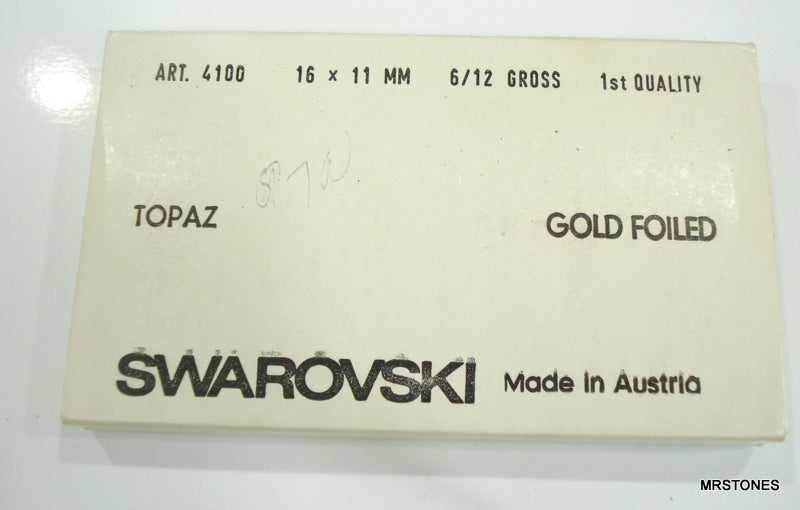 ART. 4100 16 x 11 MM 6/12 GROSS 1st QUALITY
TOPAZ GOLD FOILED
SWAROVSKI Made in Austria
MRSTONES